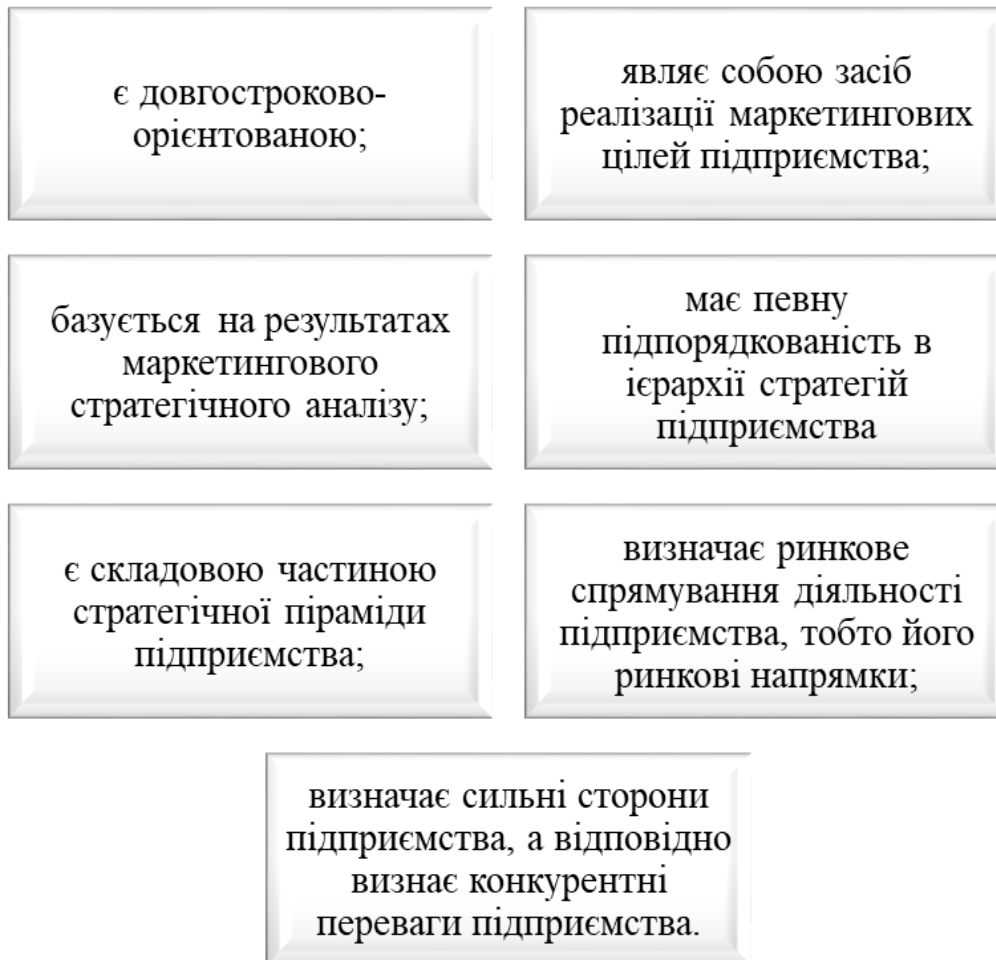 є довгостроково-
орієнтованою;
являє собою засіб
реалізації маркетингових
цілей підприємства;
базується на результатах
маркетингового
стратегічного аналізу;
має певну
підпорядкованість в
ієрархії стратегій
підприємства
є складовою частиною
стратегічної піраміди
підприємства;
визначає ринкове
спрямування діяльності
підприємства, тобто його
ринкові напрямки;
визначає сильні сторони
підприємства, а відповідно
визнає конкурентні
переваги підприємства.